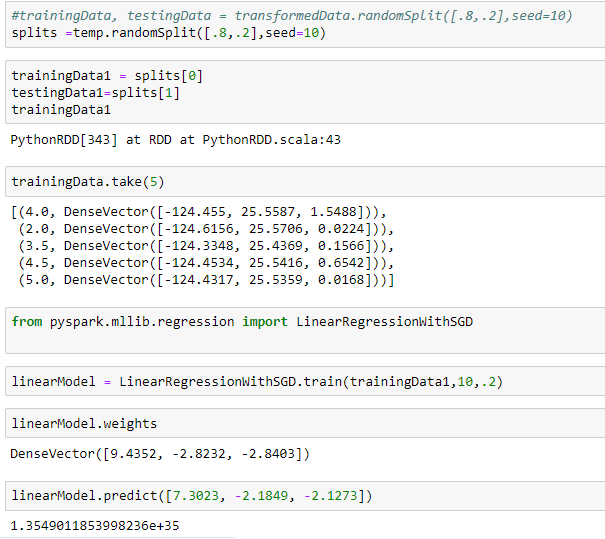 #trainingData, testingData = transformedData.randomSplit([.8,.2],seed=10)
splits =temp.randomSplit([.8,.2],seed=10)
trainingData1 = splits[0]
testingData1=splits[1]
trainingData1
PythonRDD[343] at RDD at PythonRDD.scala:43
trainingData.take(5)
[(4.0, DenseVector([-124.455, 25.5587, 1.5488])),
(2.0, DenseVector([-124.6156, 25.5706, 0.0224])),
(3.5, DenseVector([-124.3348, 25.4369, 0.1566])),
(4.5, DenseVector([-124.4534, 25.5416, 0.6542])),
(5.0, DenseVector([-124.4317, 25.5359, 0.0168]))]
from pyspark.mllib.regression import LinearRegressionWithSGD
linearModel = LinearRegressionWithSGD.train(trainingData1,10,.2)
linearModel.weights
DenseVector([9.4352, -2.8232, -2.8403])
linearModel.predict([7.3023, -2.1849, -2.1273])
1.3549011853998236e+35